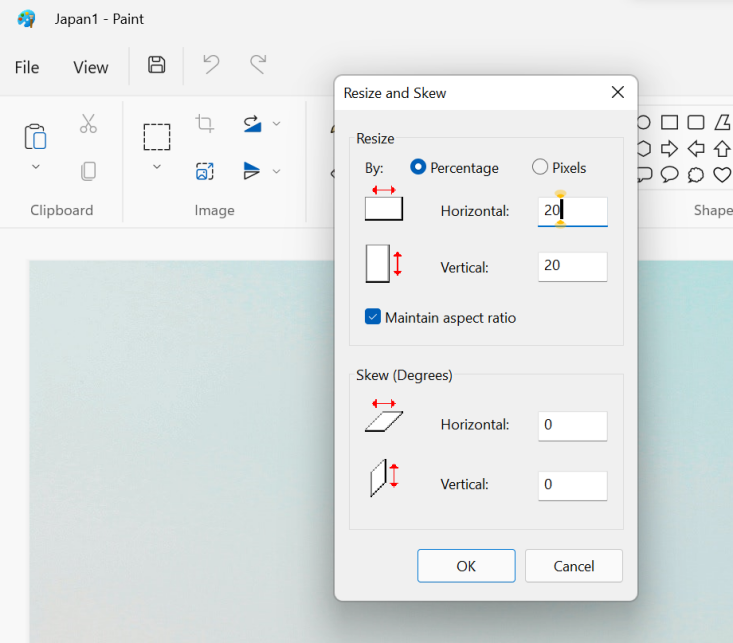 Japan1 - Paint
File View
Resize and Skew
Resize
By: Percentage Pixels
Horizontal: 20
Vertical: 20
Maintain aspect ratio
Skew (Degrees)
Horizontal: 0
Vertical: 0
OK Cancel
Clipboard Image Shape